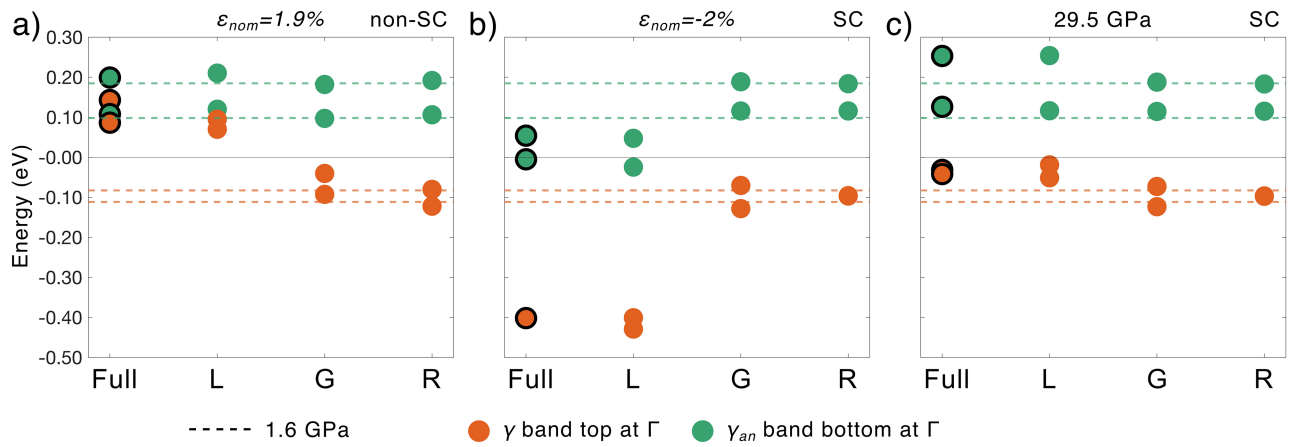 a) ε_nom=1.9% non-SC
b) ε_nom=-2% SC
c) 29.5 GPa SC
Energy (eV)
0.30
0.20
0.10
-0.00
-0.10
-0.20
-0.30
-0.40
-0.50
Full L G R
Full L G R
Full L G R
1.6 GPa
γ band top at Γ
γ_an band bottom at Γ